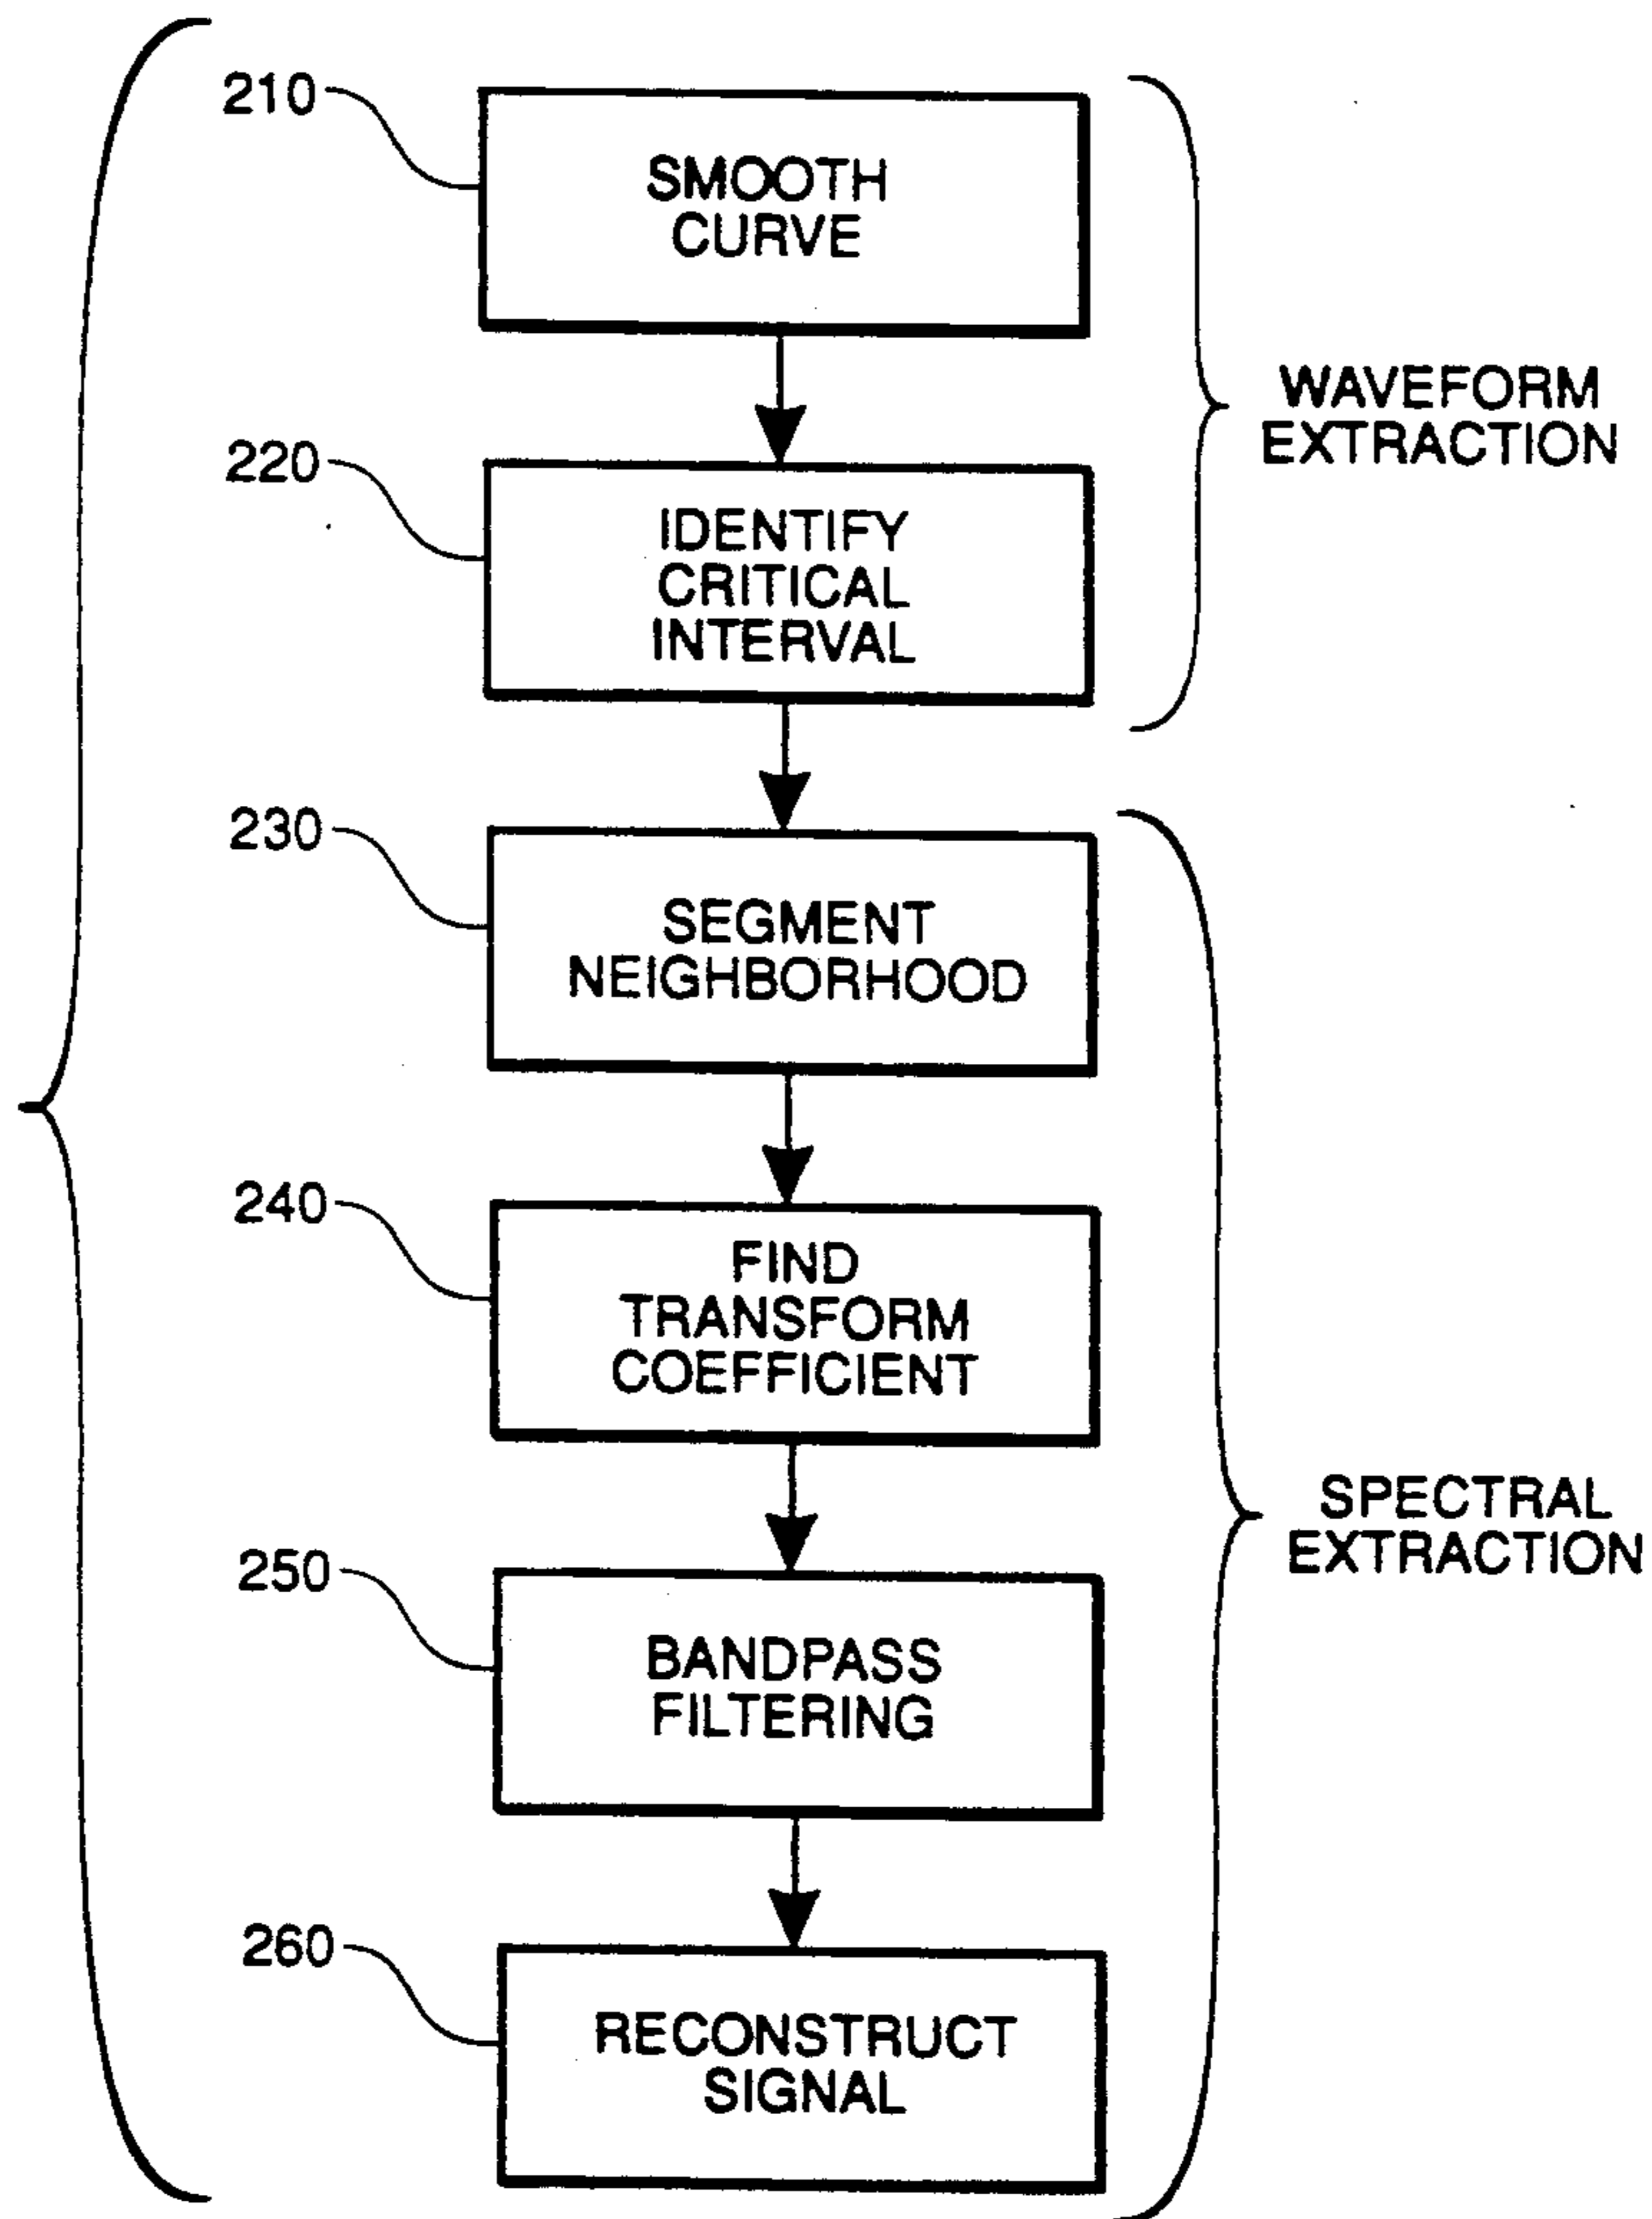 210
SMOOTH
CURVE
220
IDENTIFY
CRITICAL
INTERVAL
WAVEFORM
EXTRACTION
230
SEGMENT
NEIGHBORHOOD
240
FIND
TRANSFORM
COEFFICIENT
250
BANDPASS
FILTERING
260
RECONSTRUCT
SIGNAL
SPECTRAL
EXTRACTION